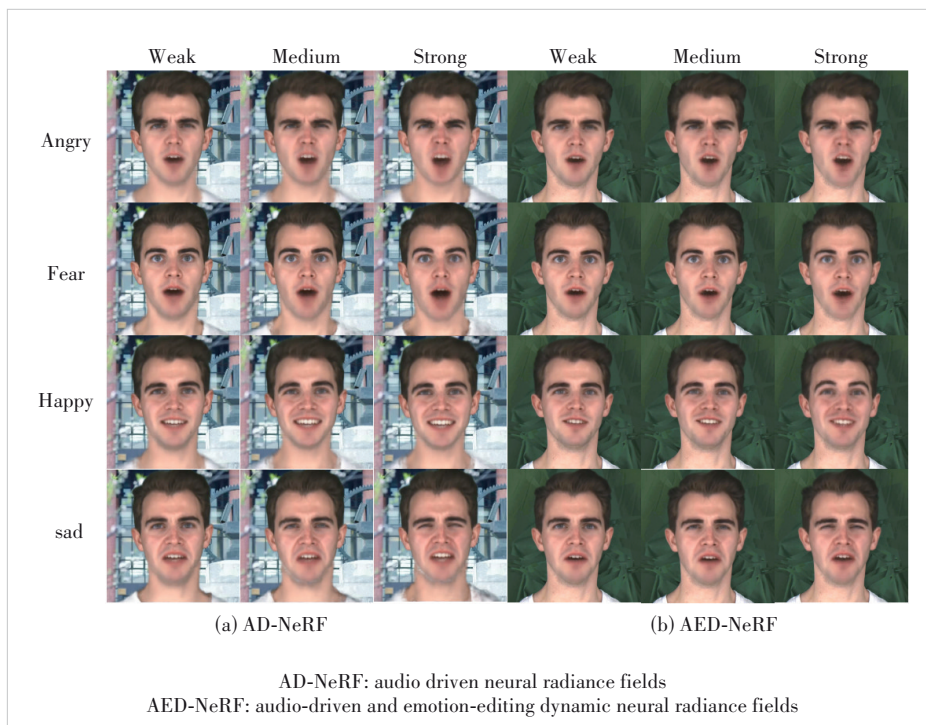 Weak Medium Strong Weak Medium Strong
Angry
Fear
Happy
sad
(a) AD-NeRF (b) AED-NeRF
AD-NeRF: audio driven neural radiance fields
AED-NeRF: audio-driven and emotion-editing dynamic neural radiance fields